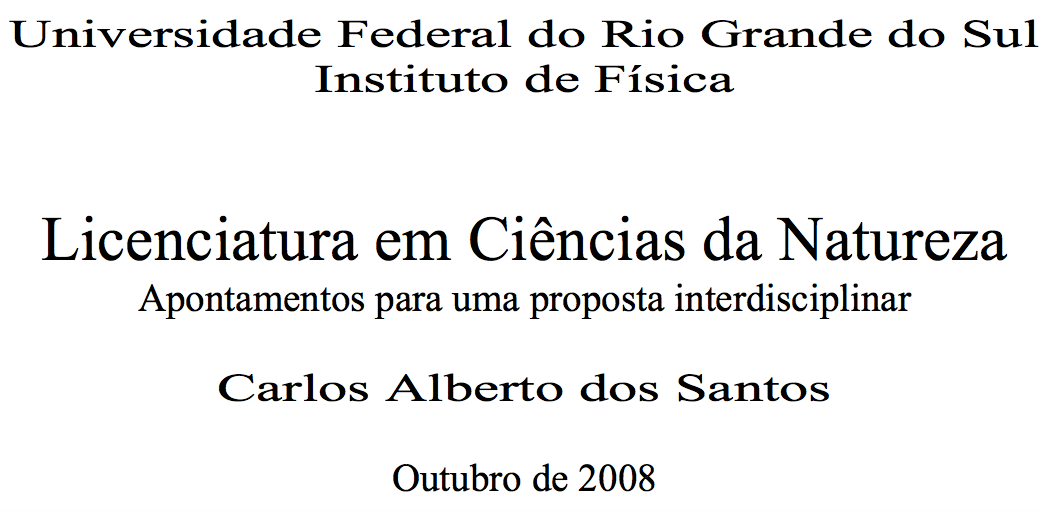 Universidade Federal do Rio Grande do Sul
Instituto de Física
Licenciatura em Ciências da Natureza
Apontamentos para uma proposta interdisciplinar
Carlos Alberto dos Santos
Outubro de 2008